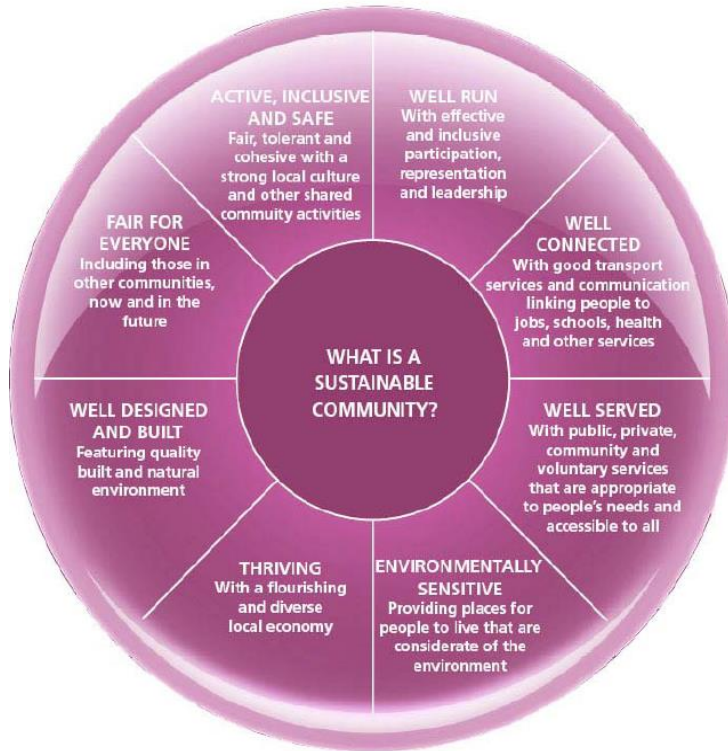 WHAT IS A
SUSTAINABLE
COMMUNITY?
ACTIVE, INCLUSIVE
AND SAFE
Fair, tolerant and
cohesive with a
strong local culture
and other shared
commuity activities
WELL RUN
With effective
and inclusive
participation,
representation
and leadership
WELL
CONNECTED
With good transport
services and communication
linking people to
jobs, schools, health
and other services
WELL SERVED
With public, private,
community and
voluntary services
that are appropriate
to people's needs and
accessible to all
ENVIRONMENTALLY
SENSITIVE
Providing places for
people to live that are
considerate of the
environment
THRIVING
With a flourishing
and diverse
local economy
WELL DESIGNED
AND BUILT
Featuring quality
built and natural
environment
FAIR FOR
EVERYONE
Including those in
other communities,
now and in the
future